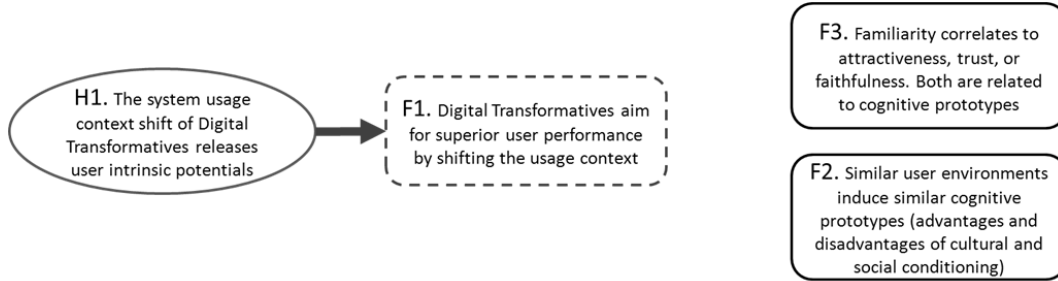 H1. The system usage
context shift of Digital
Transformatives releases
user intrinsic potentials
F1. Digital Transformatives aim
for superior user performance
by shifting the usage context
F3. Familiarity correlates to
attractiveness, trust, or
faithfulness. Both are related
to cognitive prototypes
F2. Similar user environments
induce similar cognitive
prototypes (advantages and
disadvantages of cultural and
social conditioning)